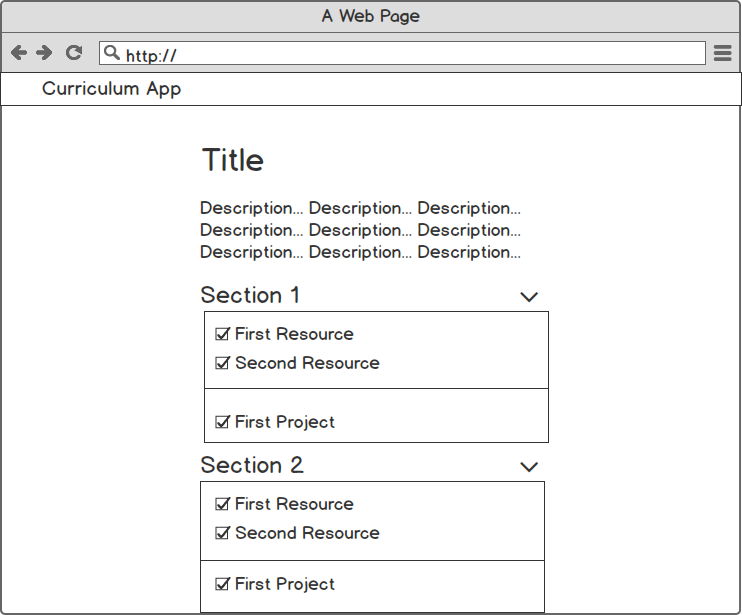 A Web Page
http://
Curriculum App
Title
Description... Description... Description...
Description... Description... Description...
Description... Description... Description...
Section 1
First Resource
Second Resource
First Project
Section 2
First Resource
Second Resource
First Project